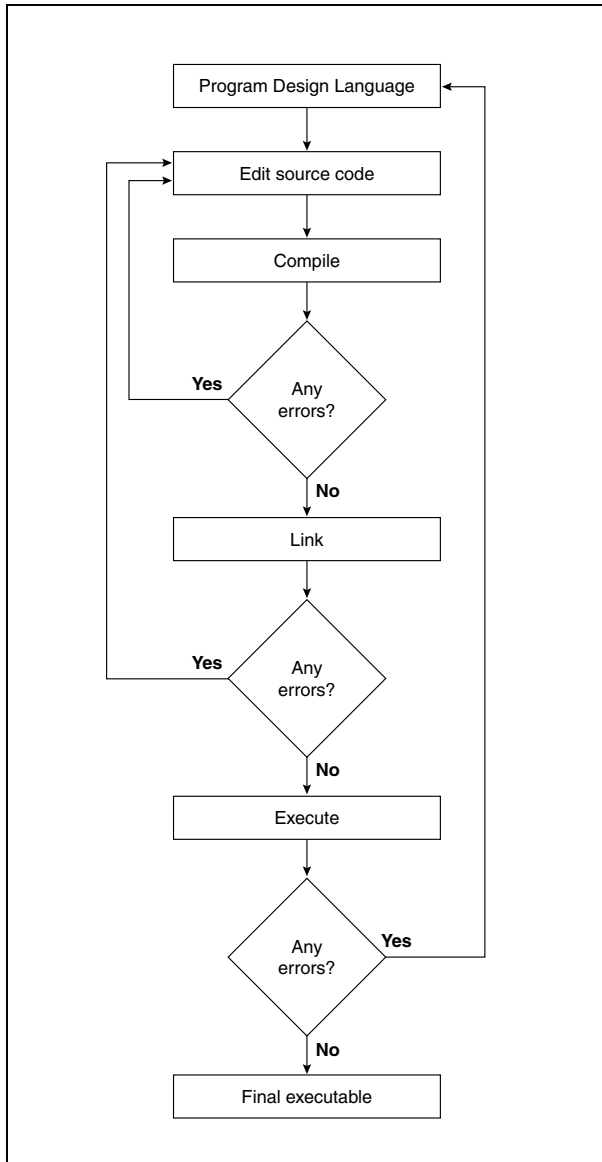 Program Design Language
Edit source code
Compile
Yes
Any
errors?
No
Link
Yes
Any
errors?
No
Execute
Any
errors?
Yes
No
Final executable